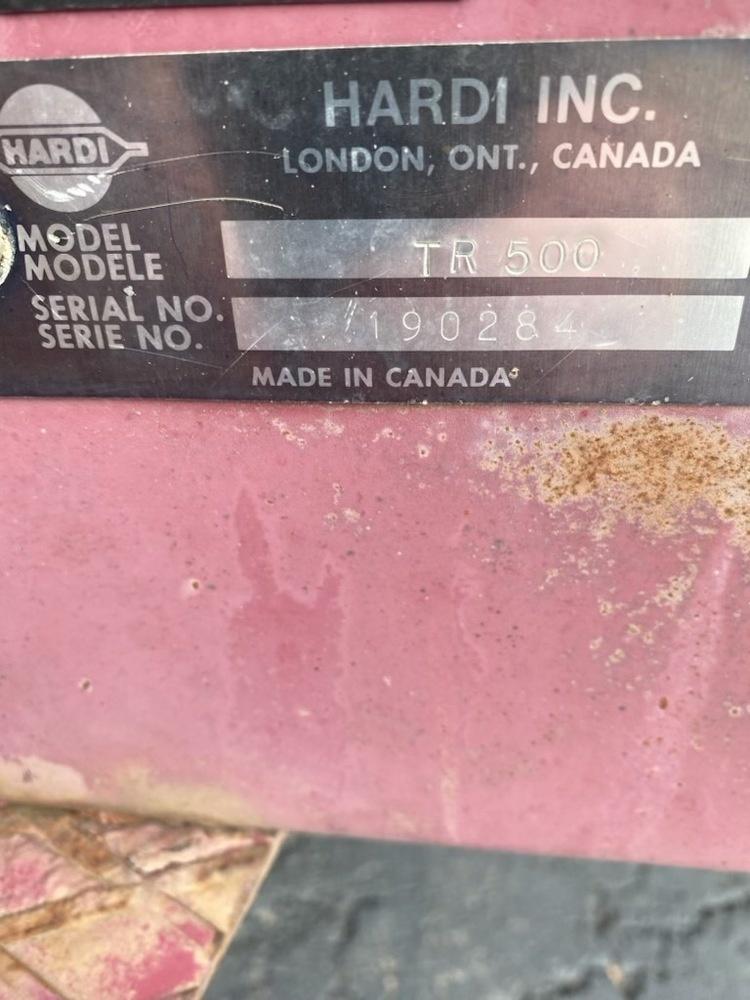 HARDI
HARDI INC.
LONDON, ONT., CANADA
MODEL
MODELE
TR 500
SERIAL NO.
SERIE NO.
190284
MADE IN CANADA